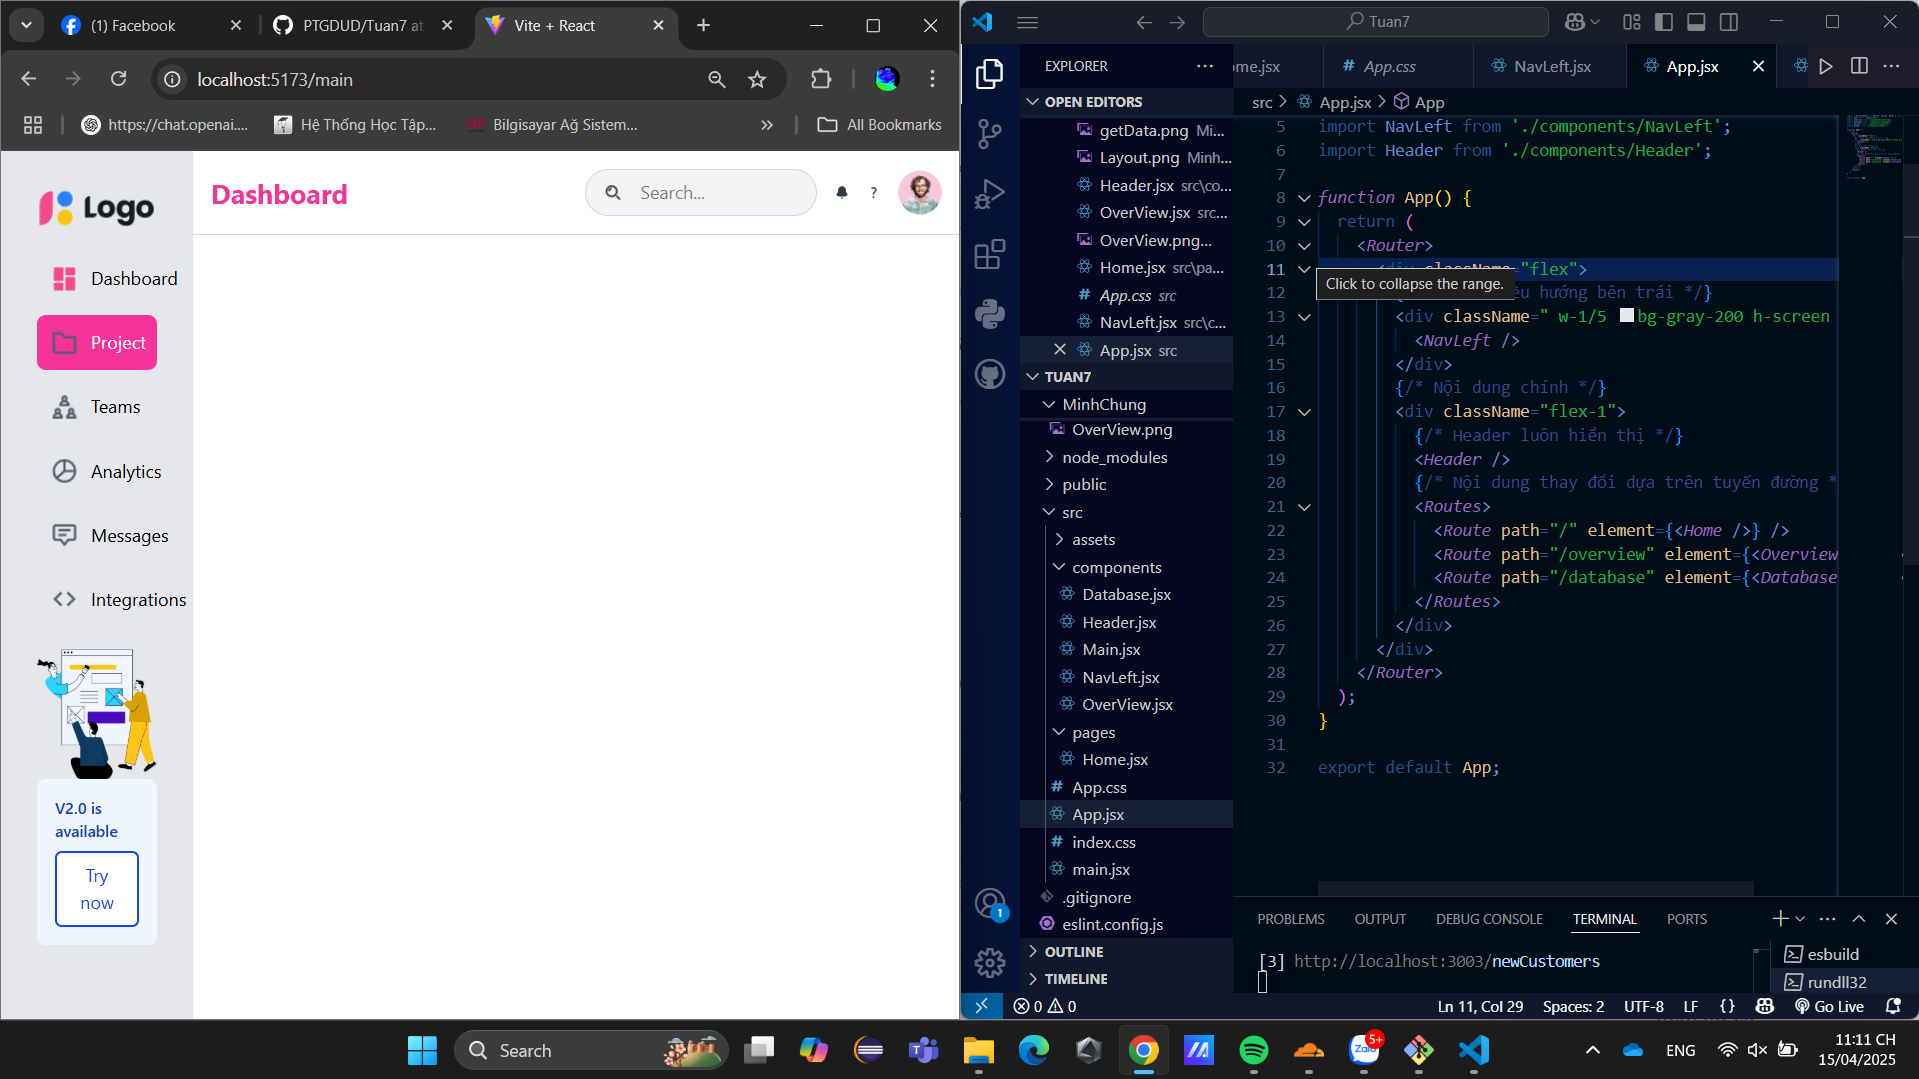 (1) Facebook
PTGDUD/Tuan7 at
Vite + React
localhost:5173/main
https://chat.openai....
Hệ Thống Học Tập...
Bilgisayar Ağ Sistem...
All Bookmarks
Logo
Dashboard
Project
Teams
Analytics
Messages
Integrations
V2.0 is
available
Try
now
Dashboard
Search...
?
Tuan7
EXPLORER
OPEN EDITORS
getData.png Mi...
Layout.png Minh...
Header.jsx src\co...
OverView.jsx src...
OverView.png...
Home.jsx src\pa...
App.css src
NavLeft.jsx src\c...
App.jsx src
TUAN7
MinhChung
OverView.png
node_modules
public
src
assets
components
Database.jsx
Header.jsx
Main.jsx
NavLeft.jsx
OverView.jsx
pages
Home.jsx
App.css
App.jsx
index.css
main.jsx
.gitignore
eslint.config.js
OUTLINE
TIMELINE
ome.jsx
App.css
NavLeft.jsx
App.jsx
src > App.jsx > App
5 import NavLeft from './components/NavLeft';
6 import Header from './components/Header';
7
8 function App() {
9 return (
10 <Router>
11 <div className="flex">
Click to collapse the range.
12 hướng bên trái */}
13 <div className=" w-1/5 bg-gray-200 h-screen
14 <NavLeft />
15 </div>
16 {/* Nội dung chính */}
17 <div className="flex-1">
18 {/* Header luôn hiển thị */}
19 <Header />
20 {/* Nội dung thay đổi dựa trên tuyến đường *
21 <Routes>
22 <Route path="/" element={<Home />} />
23 <Route path="/overview" element={<Overview
24 <Route path="/database" element={<Database
25 </Routes>
26 </div>
27 </div>
28 </Router>
29 );
30 }
31
32 export default App;
PROBLEMS
OUTPUT
DEBUG CONSOLE
TERMINAL
PORTS
[3] http://localhost:3003/newCustomers
esbuild
rundll32
1
0 0
Ln 11, Col 29
Spaces: 2
UTF-8
LF
{}
Go Live
Search
5+
Zalo
ENG
11:11 CH
15/04/2025